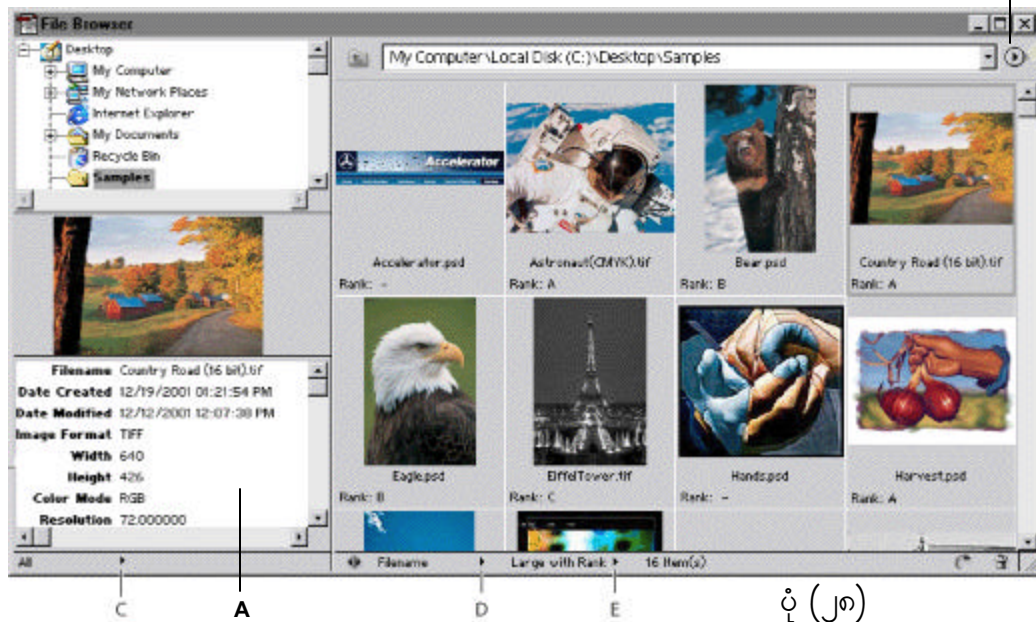 File Browser
Desktop
My Computer
My Network Places
Internet Explorer
My Documents
Recycle Bin
Samples
My Computer\Local Disk (C:)\Desktop\Samples
Accelerator
Accelerator.psd
Rank: -
Astronaut(CMYK).tif
Rank: A
Bear.psd
Rank: B
Country Road (16 bit).tif
Rank: A
Eagle.psd
Rank: B
EiffelTower.tif
Rank: C
Hands.psd
Rank: -
Harvest.psd
Rank: A
Filename Country Road (16 bit).tif
Date Created 12/19/2001 01:21:54 PM
Date Modified 12/12/2001 12:07:38 PM
Image Format TIFF
Width 640
Height 426
Color Mode RGB
Resolution 72.000000
All
Filename
Large with Rank
16 Item(s)
C
A
D
E
ပုံ (၂၈)